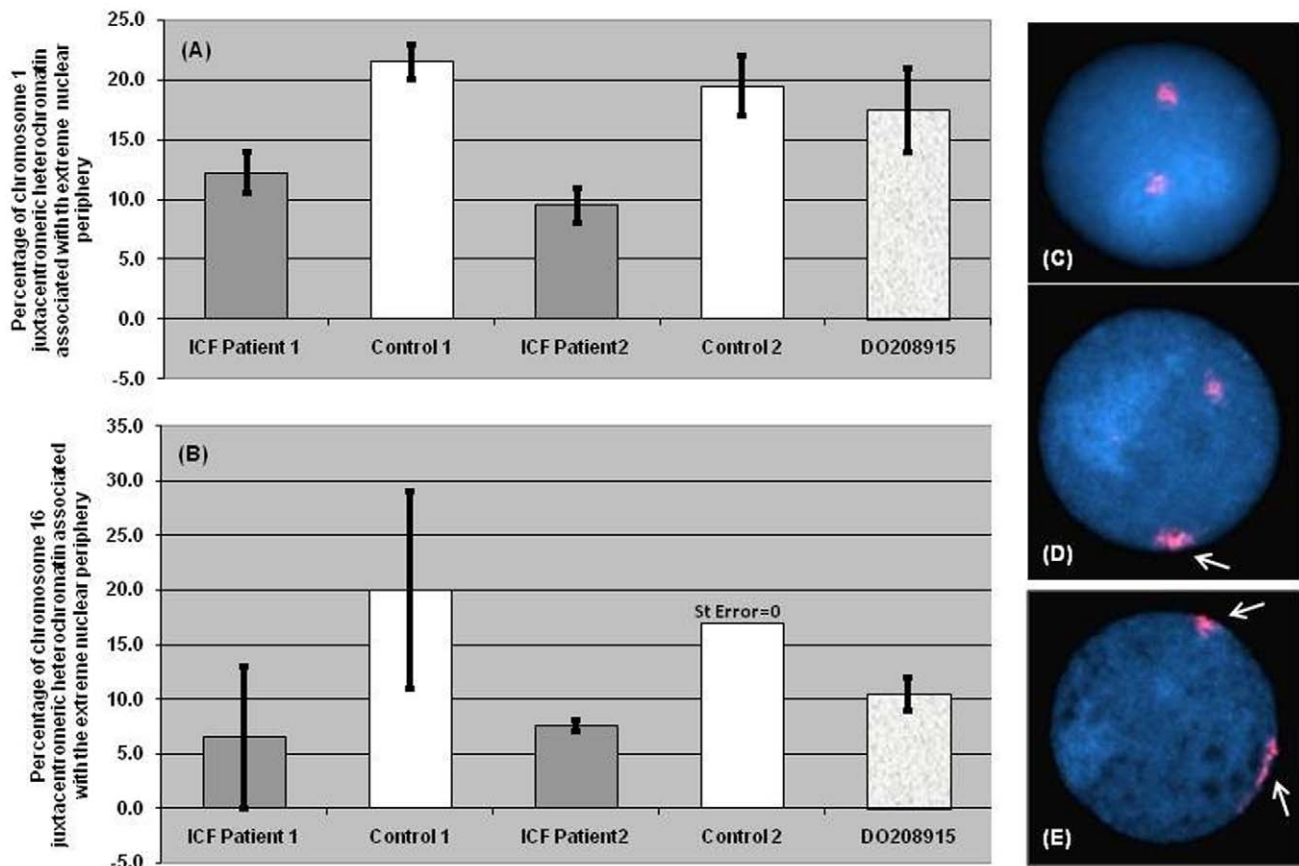 Percentage of chromosome 1
juxtacentromeric heterochromatin
associated with th extreme nuclear
periphery
25.0
20.0
15.0
10.0
5.0
0.0
-5.0
(A)
ICF Patient 1
Control 1
ICF Patient2
Control 2
DO208915
Percentage of chromosome 16
juxtacentromeric heterochromatin associated
with the extreme nuclear periphery
35.0
30.0
25.0
20.0
15.0
10.0
5.0
0.0
-5.0
(B)
St Error=0
ICF Patient 1
Control 1
ICF Patient2
Control 2
DO208915
(C)
(D)
(E)